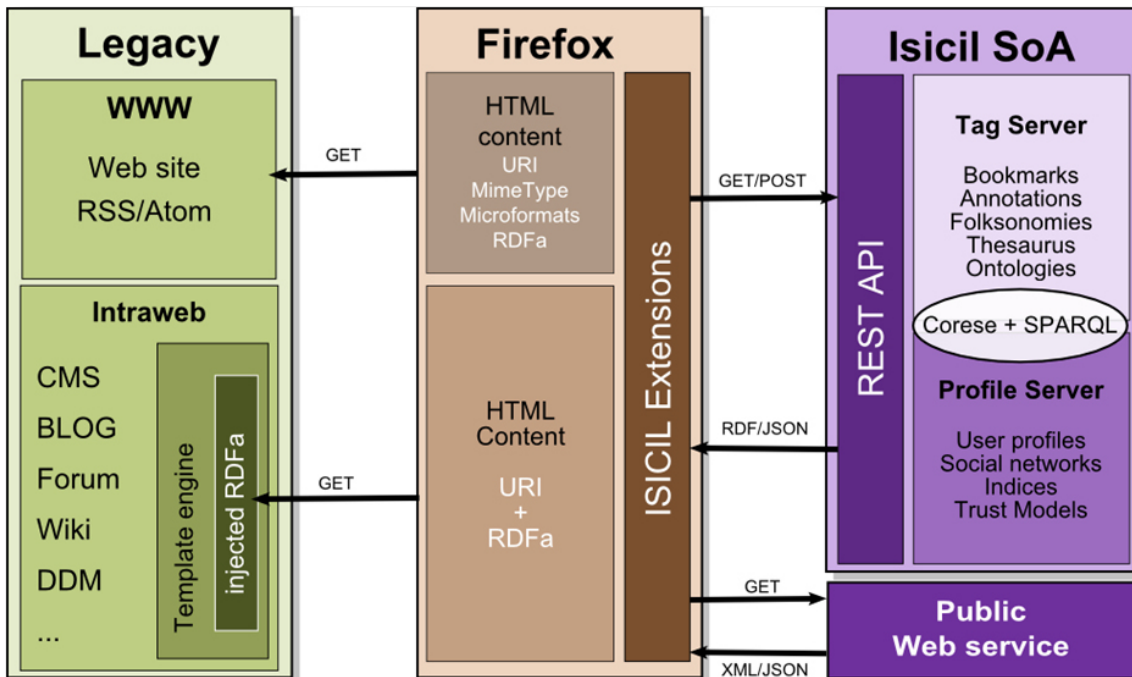 Legacy
WWW
Web site
RSS/Atom
Intraweb
CMS
BLOG
Forum
Wiki
DDM
...
Template engine
injected RDFa
GET
GET
Firefox
HTML
content
URI
MimeType
Microformats
RDFa
HTML
Content
URI
+
RDFa
ISICIL Extensions
GET/POST
RDF/JSON
GET
XML/JSON
Isicil SoA
REST API
Tag Server
Bookmarks
Annotations
Folksonomies
Thesaurus
Ontologies
Corese + SPARQL
Profile Server
User profiles
Social networks
Indices
Trust Models
Public
Web service